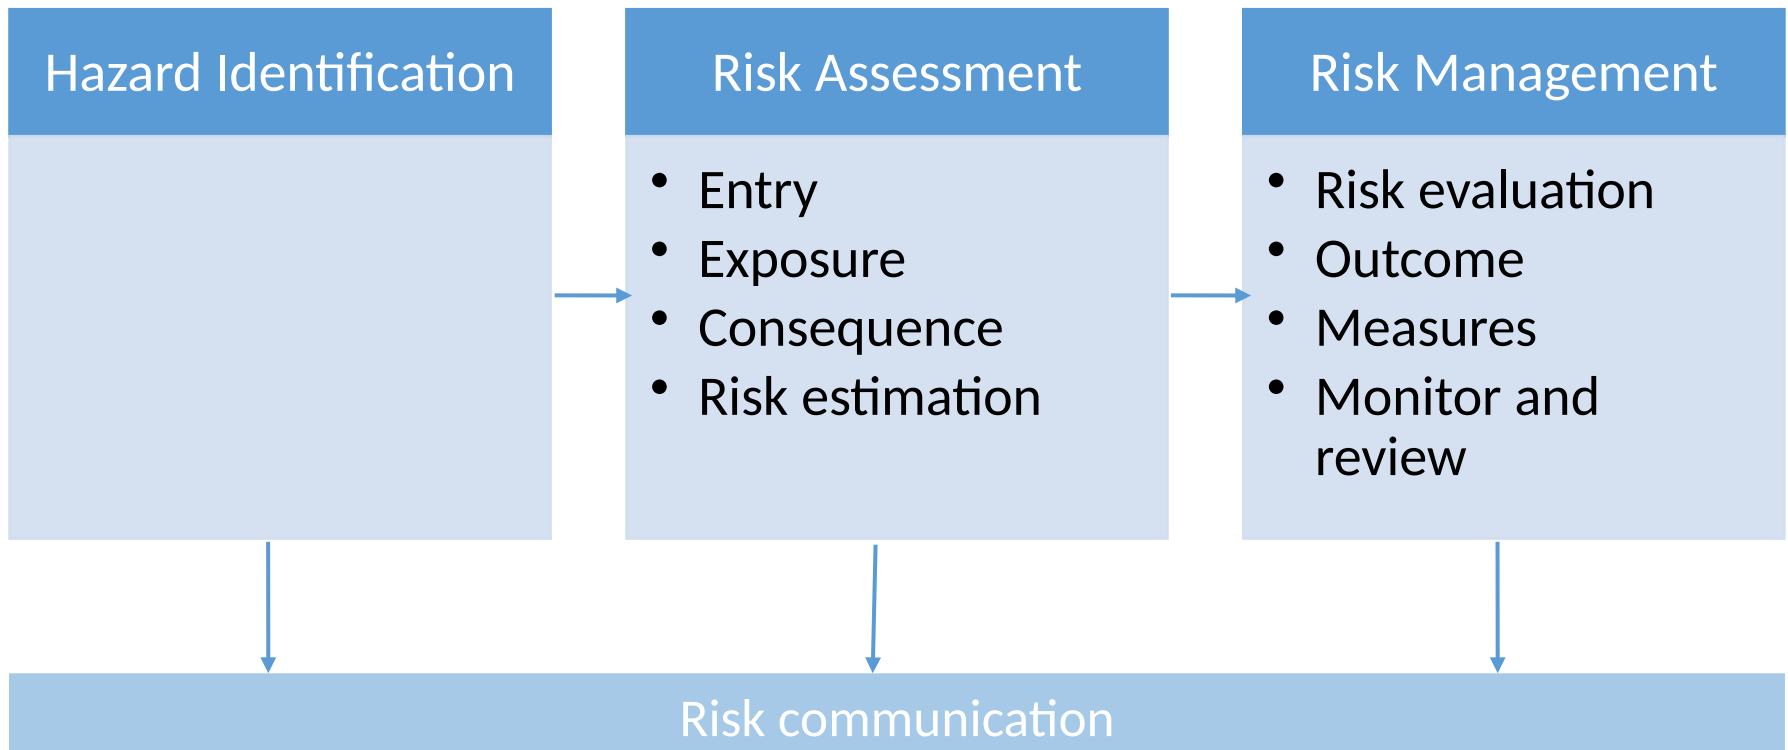 Hazard Identification
Risk Assessment
• Entry
• Exposure
• Consequence
• Risk estimation
Risk Management
• Risk evaluation
• Outcome
• Measures
• Monitor and
review
Risk communication